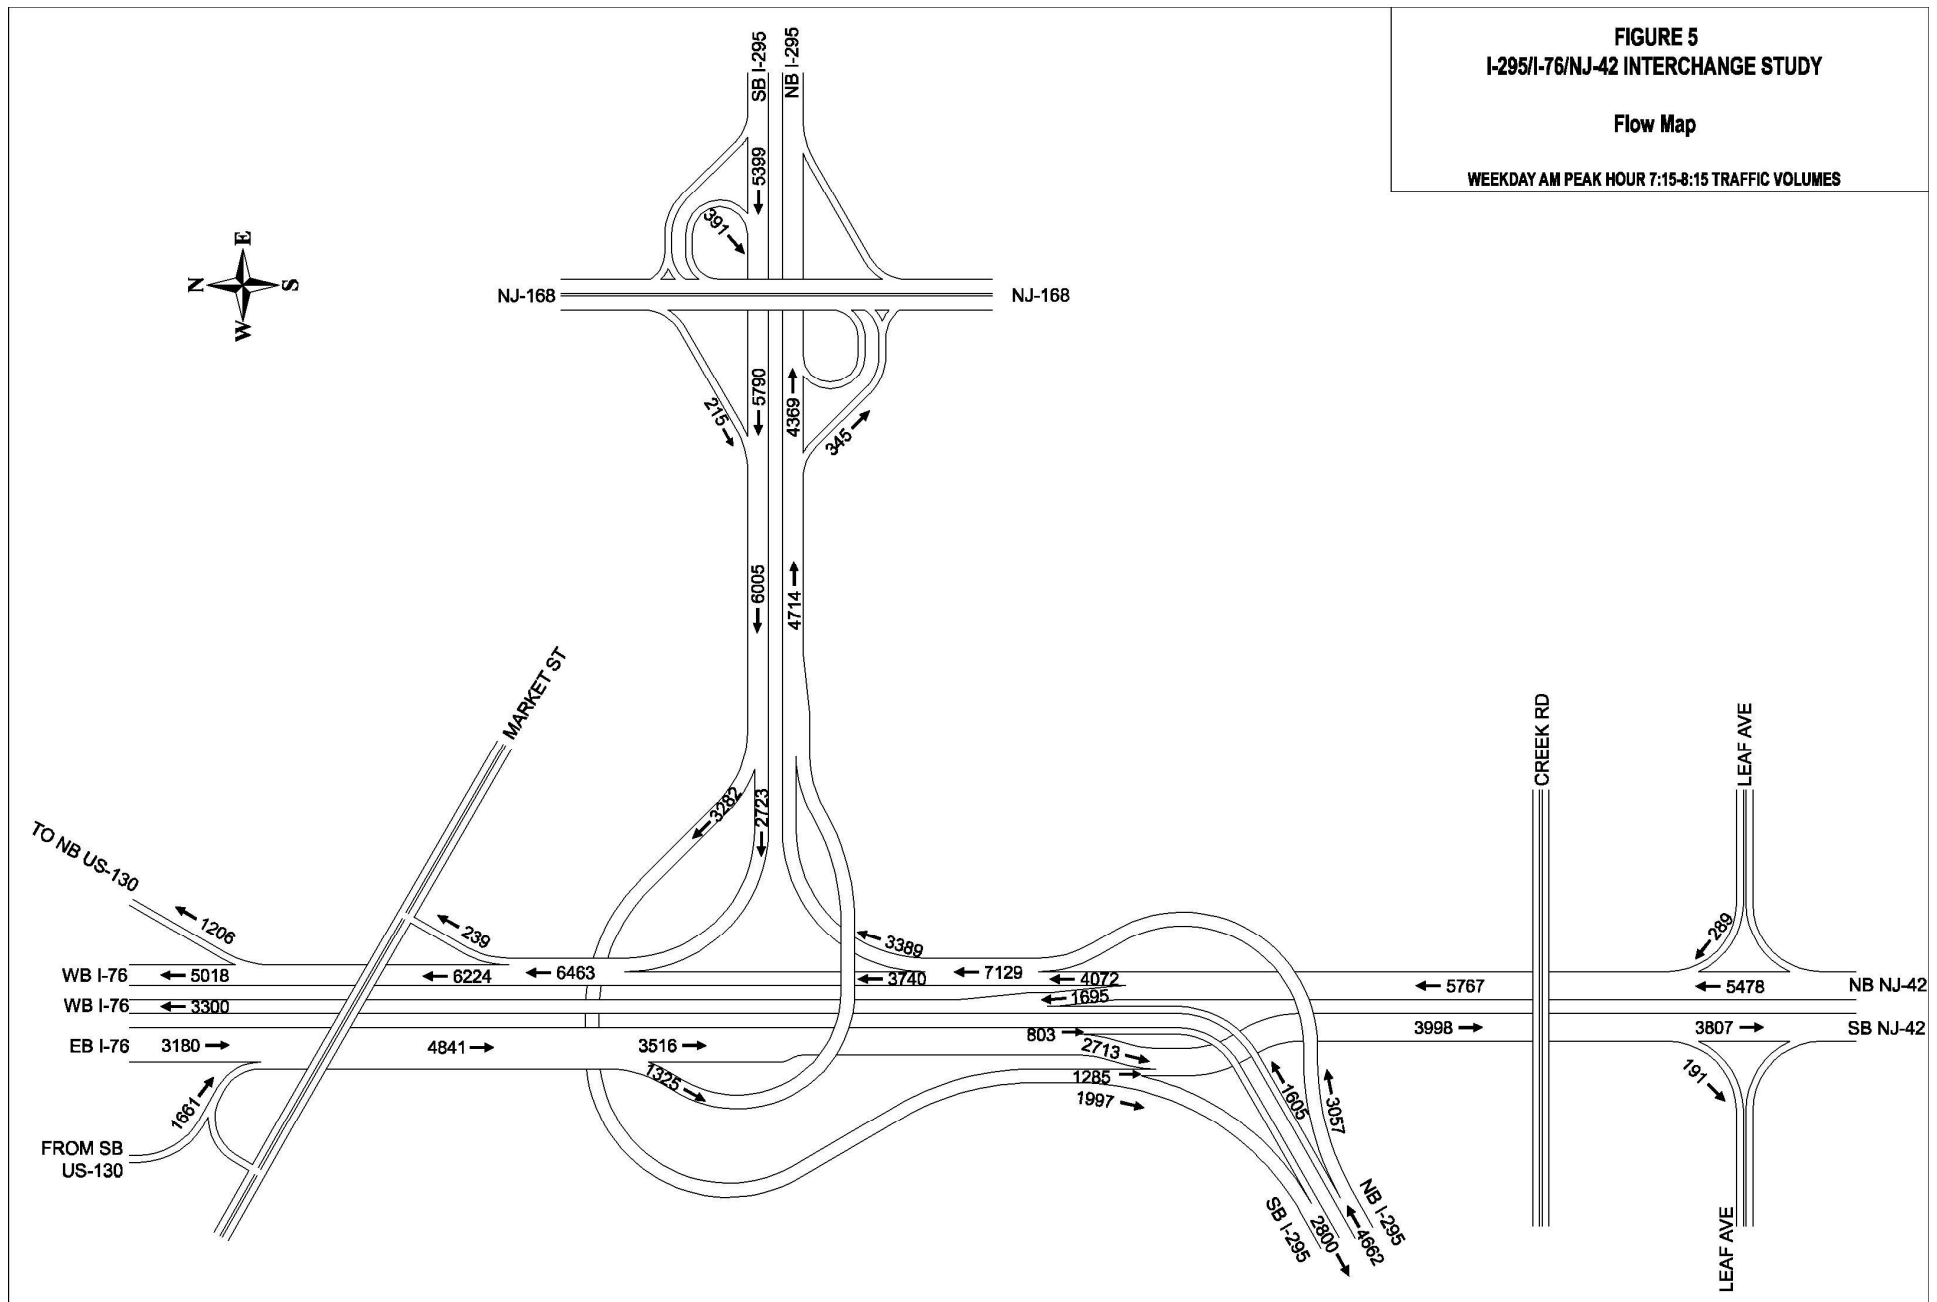 FIGURE 5
I-295/I-76/NJ-42 INTERCHANGE STUDY
Flow Map
WEEKDAY AM PEAK HOUR 7:15-8:15 TRAFFIC VOLUMES
SB I-295
NB I-295
5399
391
N
E
S
W
NJ-168
NJ-168
5790
4369
215
345
6005
4714
MARKET ST
CREEK RD
LEAF AVE
3282
2723
TO NB US-130
1206
239
3389
289
WB I-76
5018
6224
6463
3740
7129
4072
5767
5478
NB NJ-42
WB I-76
3300
1695
EB I-76
3180
4841
3516
803
2713
3998
3807
SB NJ-42
1325
1285
1997
191
1661
1605
3057
FROM SB
US-130
SB I-295
2800
4662
NB I-295
LEAF AVE